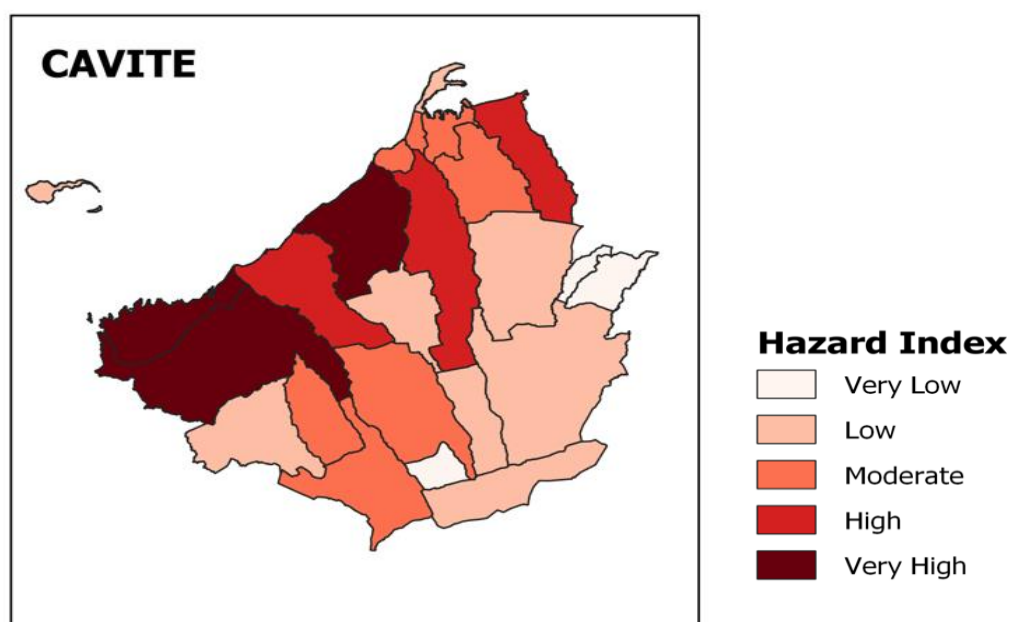 CAVITE
Hazard Index
Very Low
Low
Moderate
High
Very High